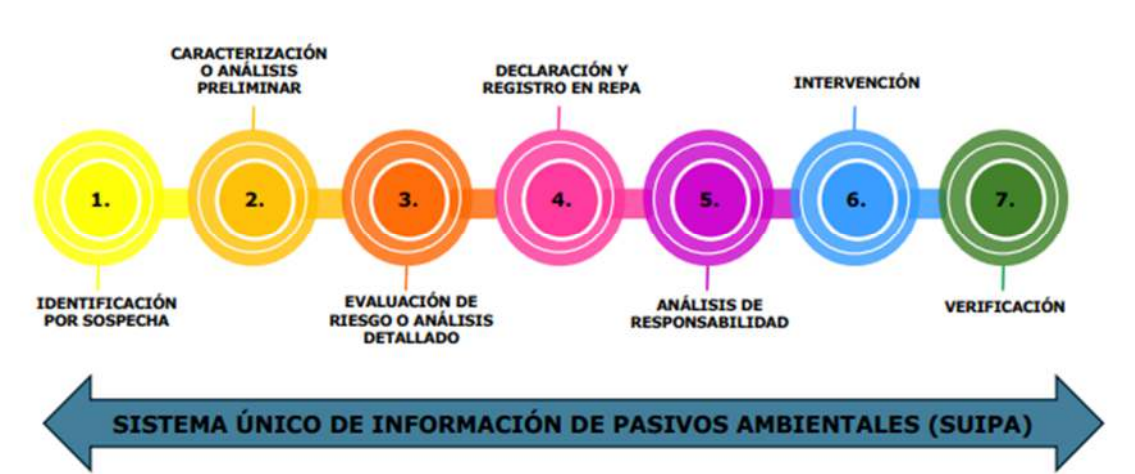 1.
IDENTIFICACIÓN
POR SOSPECHA
2.
CARACTERIZACIÓN
O ANÁLISIS
PRELIMINAR
3.
EVALUACIÓN DE
RIESGO O ANÁLISIS
DETALLADO
4.
DECLARACIÓN Y
REGISTRO EN REPA
5.
ANÁLISIS DE
RESPONSABILIDAD
6.
INTERVENCIÓN
7.
VERIFICACIÓN
SISTEMA ÚNICO DE INFORMACIÓN DE PASIVOS AMBIENTALES (SUIPA)